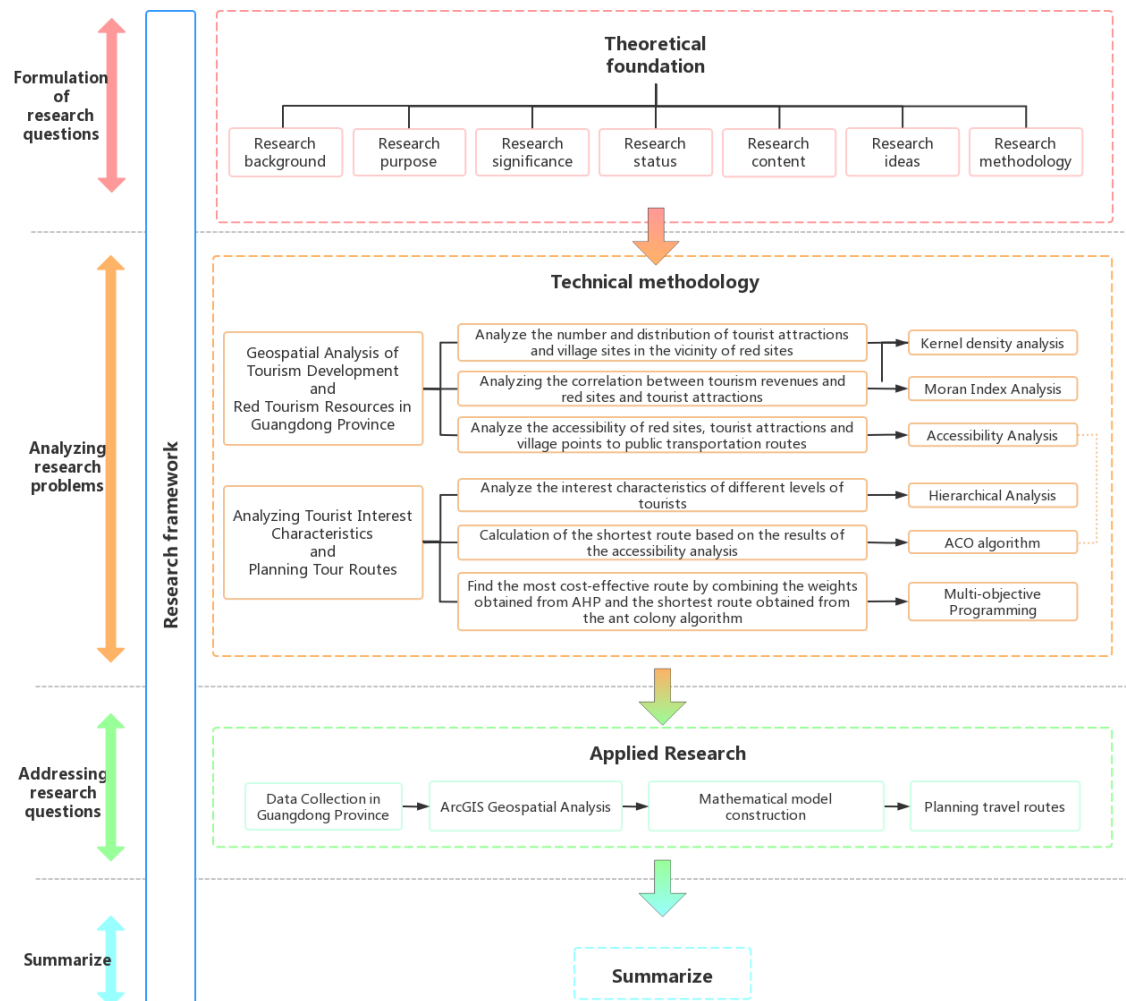 Formulation
of
research
questions
Theoretical
foundation
Research
background
Research
purpose
Research
significance
Research
status
Research
content
Research
ideas
Research
methodology
Research framework
Analyzing
research
problems
Technical methodology
Geospatial Analysis of
Tourism Development
and
Red Tourism Resources in
Guangdong Province
Analyze the number and distribution of tourist attractions
and village sites in the vicinity of red sites
Kernel density analysis
Analyzing the correlation between tourism revenues and
red sites and tourist attractions
Moran Index Analysis
Analyze the accessibility of red sites, tourist attractions and
village points to public transportation routes
Accessibility Analysis
Analyzing Tourist Interest
Characteristics
and
Planning Tour Routes
Analyze the interest characteristics of different levels of
tourists
Hierarchical Analysis
Calculation of the shortest route based on the results of
the accessibility analysis
ACO algorithm
Find the most cost-effective route by combining the weights
obtained from AHP and the shortest route obtained from
the ant colony algorithm
Multi-objective
Programming
Addressing
research
questions
Applied Research
Data Collection in
Guangdong Province
ArcGIS Geospatial Analysis
Mathematical model
construction
Planning travel routes
Summarize
Summarize